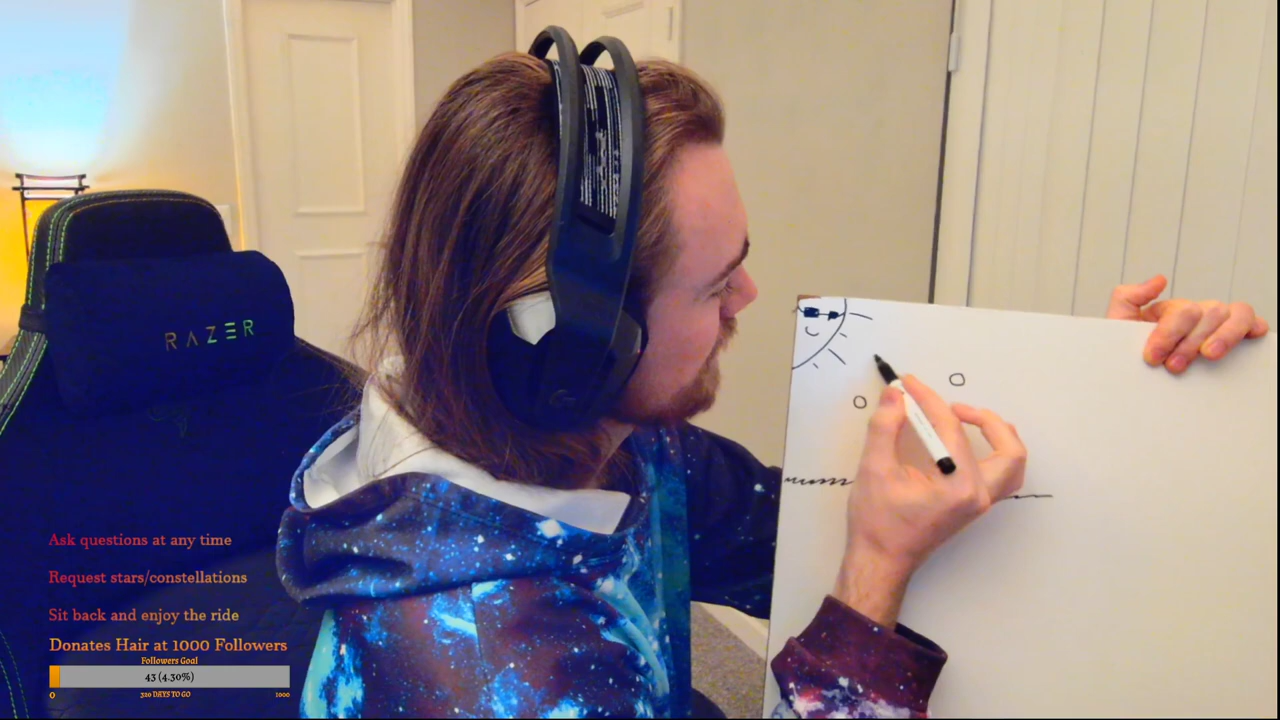 RAZER
Ask questions at any time
Request stars/constellations
Sit back and enjoy the ride
Donates Hair at 1000 Followers
Followers Goal
43 (4.30%)
0 320 DAYS TO GO 1000